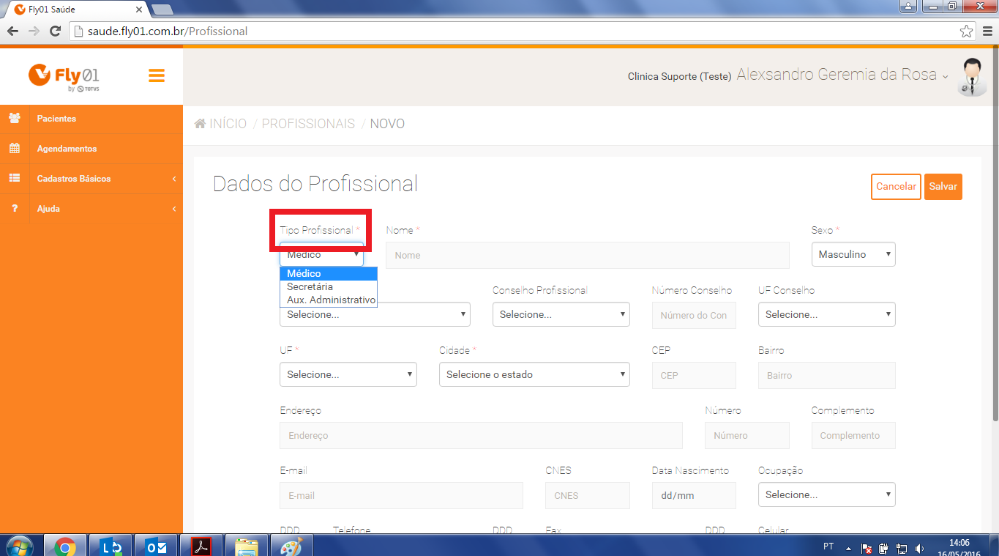 Fly01 Saúde
saude.fly01.com.br/Profissional
Fly01
by TOTVS
Clinica Suporte (Teste) Alexsandro Geremia da Rosa
Pacientes
Agendamentos
Cadastros Básicos
? Ajuda
INÍCIO / PROFISSIONAIS / NOVO
Dados do Profissional
Cancelar Salvar
Tipo Profissional * Nome * Sexo *
Médico Nome Masculino
Médico
Secretária
Aux. Administrativo
Conselho Profissional Número Conselho UF Conselho
Selecione... Selecione... Número do Con Selecione...
UF * Cidade * CEP Bairro
Selecione... Selecione o estado CEP Bairro
Endereço Número Complemento
Endereço Número Complemento
E-mail CNES Data Nascimento Ocupação
E-mail CNES dd/mm Selecione...
DDD Telefone DDD Fax DDD Celular
PT 14:06
16/05/2016